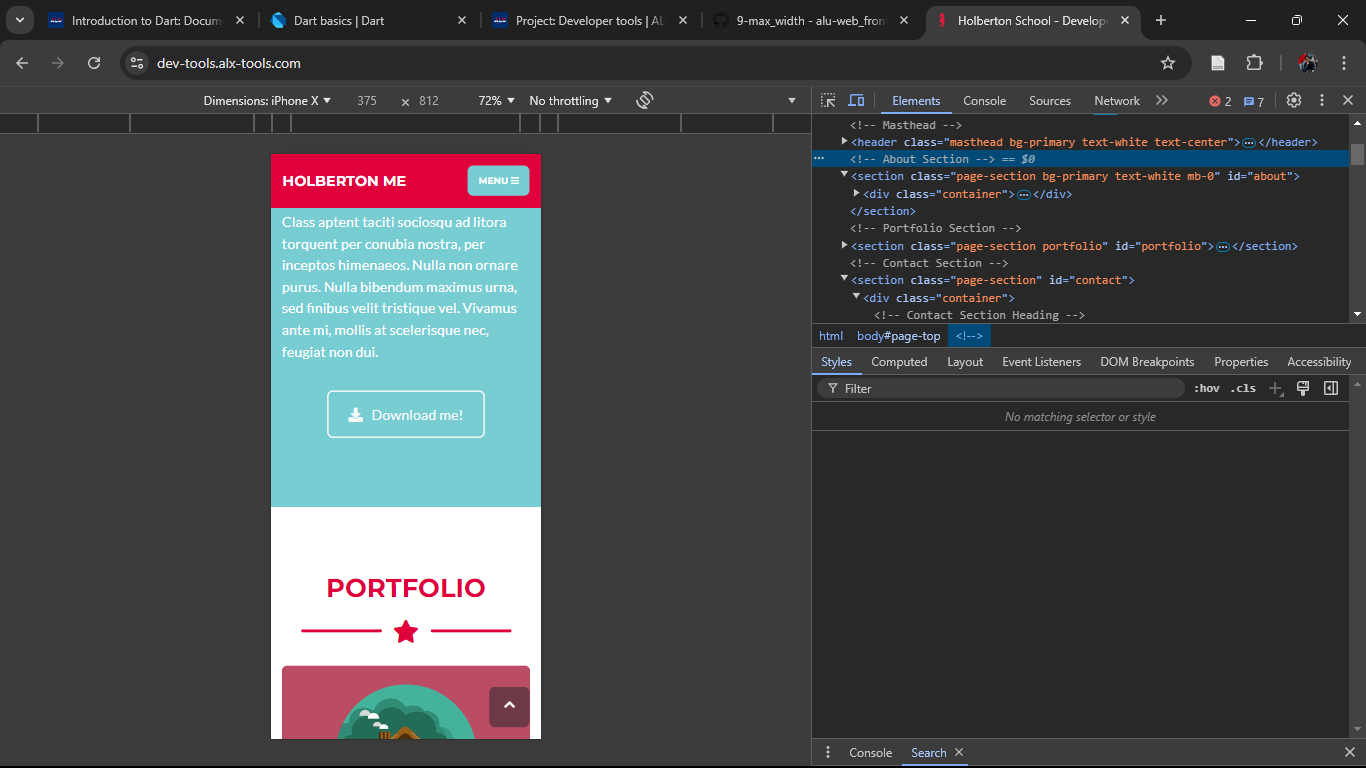 Introduction to Dart: Docum
Dart basics | Dart
Project: Developer tools | AL
9-max_width - alu-web_fron
Holberton School - Develop
dev-tools.alx-tools.com
Dimensions: iPhone X 375 × 812 72% No throttling
Elements Console Sources Network 2 7
<!-- Masthead -->
<header class="masthead bg-primary text-white text-center">…</header>
<!-- About Section --> == $0
<section class="page-section bg-primary text-white mb-0" id="about">
<div class="container">…</div>
</section>
<!-- Portfolio Section -->
<section class="page-section portfolio" id="portfolio">…</section>
<!-- Contact Section -->
<section class="page-section" id="contact">
<div class="container">
<!-- Contact Section Heading -->
html body#page-top <!-->
Styles Computed Layout Event Listeners DOM Breakpoints Properties Accessibility
Filter :hov .cls
No matching selector or style
Console Search
HOLBERTON ME MENU
Class aptent taciti sociosqu ad litora
torquent per conubia nostra, per
inceptos himenaeos. Nulla non ornare
purus. Nulla bibendum maximus urna,
sed finibus velit tristique vel. Vivamus
ante mi, mollis at scelerisque nec,
feugiat non dui.
Download me!
PORTFOLIO